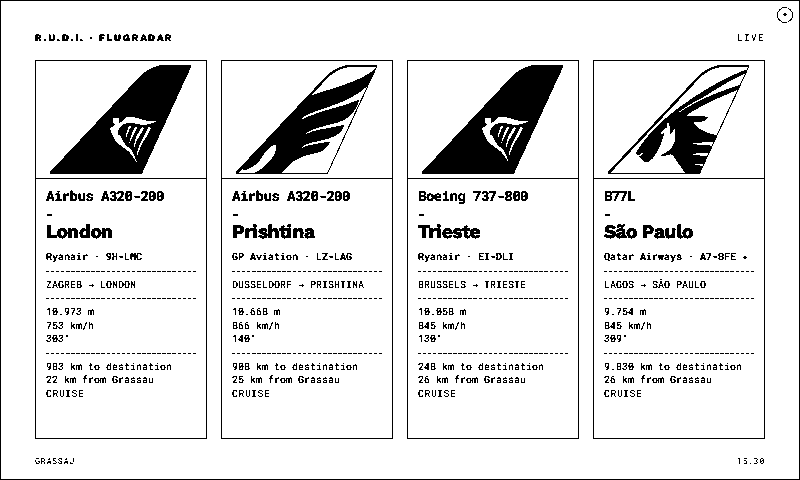 R.U.D.I. · FLUGRADAR
LIVE
Airbus A320-200
–
London
Ryanair · 9H-LMC
ZAGREB → LONDON
10.973 m
753 km/h
303°
983 km to destination
22 km from Grassau
CRUISE
Airbus A320-200
–
Prishtina
GP Aviation · LZ-LAG
DUSSELDORF → PRISHTINA
10.668 m
866 km/h
140°
908 km to destination
25 km from Grassau
CRUISE
Boeing 737-800
–
Trieste
Ryanair · EI-DLI
BRUSSELS → TRIESTE
10.058 m
845 km/h
130°
248 km to destination
26 km from Grassau
CRUISE
B77L
–
São Paulo
Qatar Airways · A7-BFE ✦
LAGOS → SÃO PAULO
9.754 m
845 km/h
309°
9.830 km to destination
26 km from Grassau
CRUISE
GRASSAU
15.30